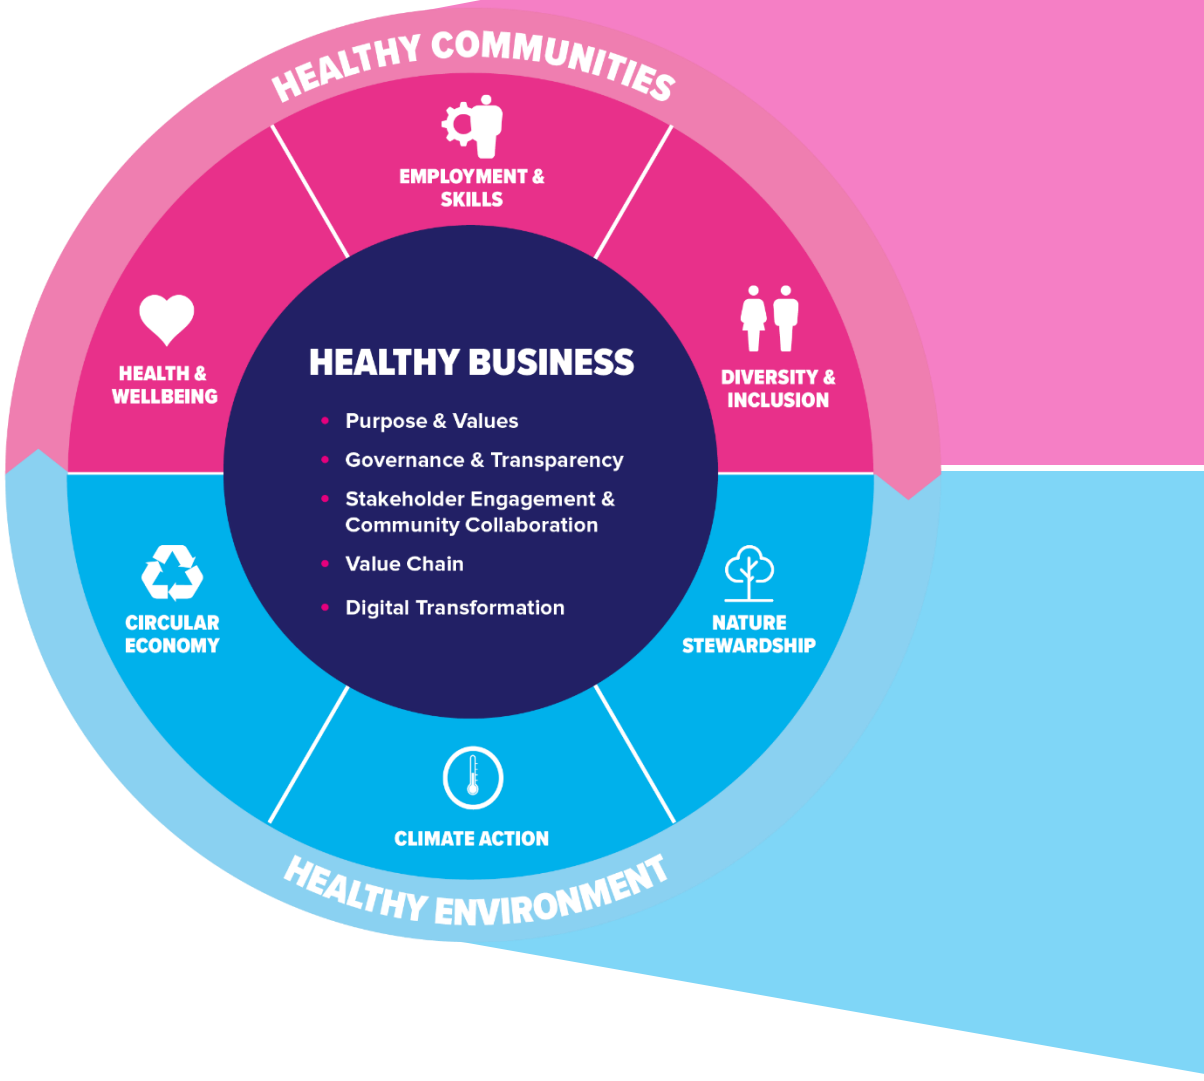 HEALTHY COMMUNITIES
EMPLOYMENT &
SKILLS
HEALTH &
WELLBEING
DIVERSITY &
INCLUSION
HEALTHY BUSINESS
• Purpose & Values
• Governance & Transparency
• Stakeholder Engagement &
Community Collaboration
• Value Chain
• Digital Transformation
CIRCULAR
ECONOMY
NATURE
STEWARDSHIP
CLIMATE ACTION
HEALTHY ENVIRONMENT